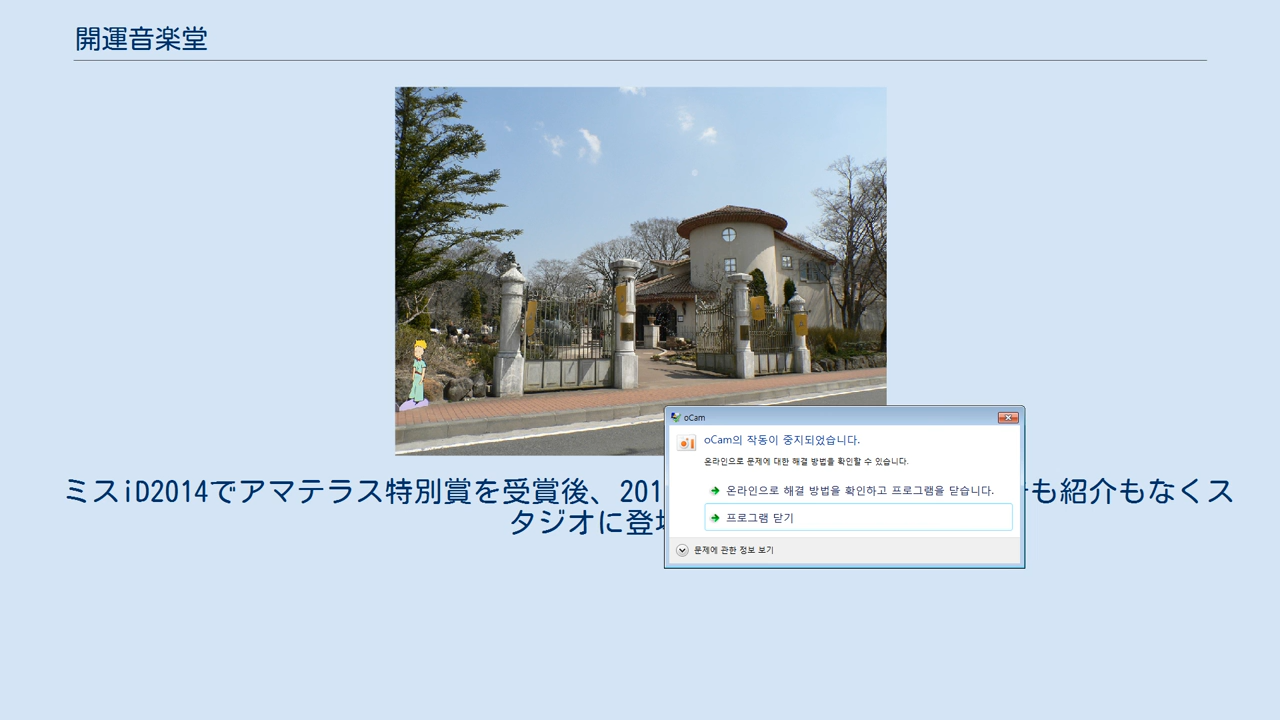 開運音楽堂
ミスiD2014でアマテラス特別賞を受賞後、201
も紹介もなくス
タジオに登
oCam
oCam의 작동이 중지되었습니다.
온라인으로 문제에 대한 해결 방법을 확인할 수 있습니다.
온라인으로 해결 방법을 확인하고 프로그램을 닫습니다.
프로그램 닫기
문제에 관한 정보 보기